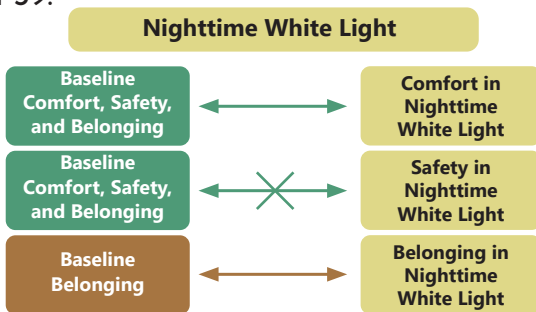 Nighttime White Light
Baseline
Comfort, Safety,
and Belonging
Comfort in
Nighttime
White Light
Baseline
Comfort, Safety,
and Belonging
Safety in
Nighttime
White Light
Baseline
Belonging
Belonging in
Nighttime
White Light